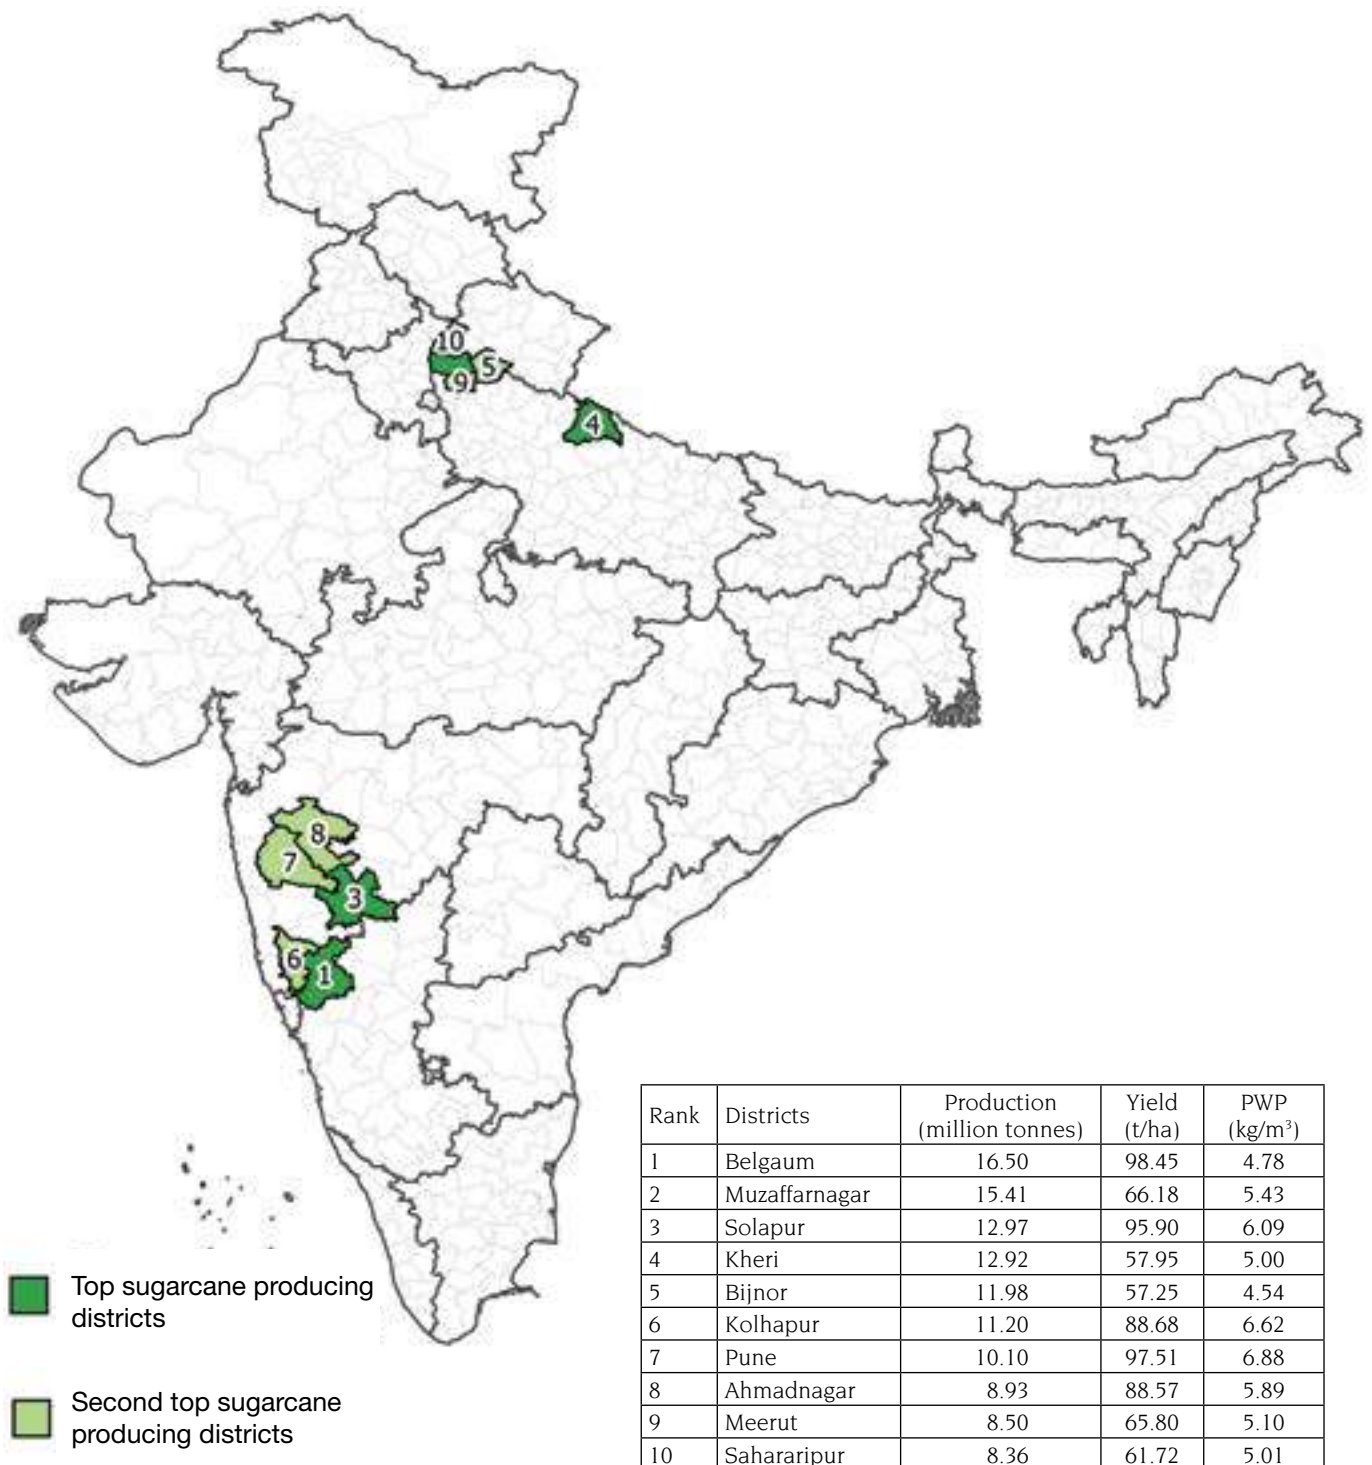 10
5
9
4
8
7
3
6
1
Rank Districts Production (million tonnes) Yield (t/ha) PWP (kg/m³)
1 Belgaum 16.50 98.45 4.78
2 Muzaffarnagar 15.41 66.18 5.43
3 Solapur 12.97 95.90 6.09
4 Kheri 12.92 57.95 5.00
5 Bijnor 11.98 57.25 4.54
6 Kolhapur 11.20 88.68 6.62
7 Pune 10.10 97.51 6.88
8 Ahmadnagar 8.93 88.57 5.89
9 Meerut 8.50 65.80 5.10
10 Sahararipur 8.36 61.72 5.01
Top sugarcane producing
districts
Second top sugarcane
producing districts